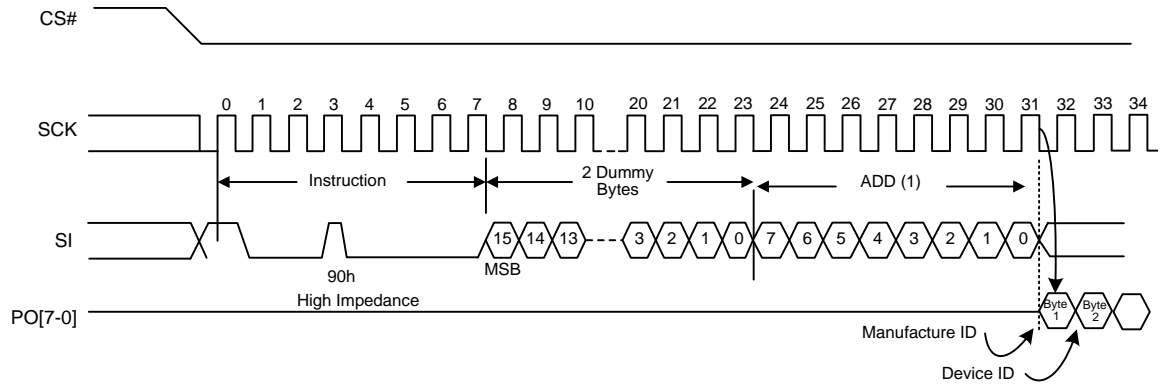 CS#
0 1 2 3 4 5 6 7 8 9 10 20 21 22 23 24 25 26 27 28 29 30 31 32 33 34
SCK
Instruction
2 Dummy
Bytes
ADD (1)
SI
15 14 13 3 2 1 0 7 6 5 4 3 2 1 0
90h
MSB
High Impedance
PO[7-0]
Byte
1
Byte
2
Manufacture ID
Device ID